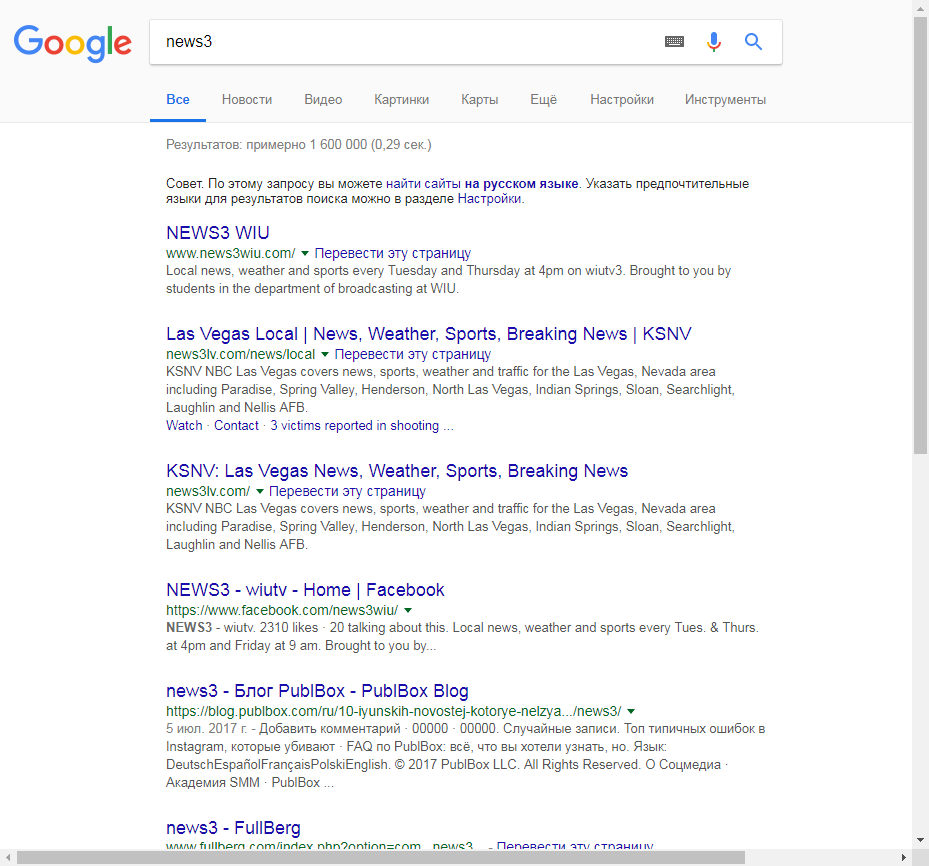 Google
news3
Все Новости Видео Картинки Карты Ещё Настройки Инструменты
Результатов: примерно 1 600 000 (0,29 сек.)
Совет. По этому запросу вы можете найти сайты на русском языке. Указать предпочтительные
языки для результатов поиска можно в разделе Настройки.
NEWS3 WIU
www.news3wiu.com/ Перевести эту страницу
Local news, weather and sports every Tuesday and Thursday at 4pm on wiutv3. Brought to you by
students in the department of broadcasting at WIU.
Las Vegas Local | News, Weather, Sports, Breaking News | KSNV
news3lv.com/news/local Перевести эту страницу
KSNV NBC Las Vegas covers news, sports, weather and traffic for the Las Vegas, Nevada area
including Paradise, Spring Valley, Henderson, North Las Vegas, Indian Springs, Sloan, Searchlight,
Laughlin and Nellis AFB.
Watch · Contact · 3 victims reported in shooting ...
KSNV: Las Vegas News, Weather, Sports, Breaking News
news3lv.com/ Перевести эту страницу
KSNV NBC Las Vegas covers news, sports, weather and traffic for the Las Vegas, Nevada area
including Paradise, Spring Valley, Henderson, North Las Vegas, Indian Springs, Sloan, Searchlight,
Laughlin and Nellis AFB.
NEWS3 - wiutv - Home | Facebook
https://www.facebook.com/news3wiu/
NEWS3 - wiutv. 2310 likes · 20 talking about this. Local news, weather and sports every Tues. & Thurs.
at 4pm and Friday at 9 am. Brought to you by...
news3 - Блог PublBox - PublBox Blog
https://blog.publbox.com/ru/10-iyunskih-novostej-kotorye-nelzya.../news3/
5 июл. 2017 г. - Добавить комментарий · 00000 · 00000. Случайные записи. Топ типичных ошибок в
Instagram, которые убивают · FAQ по PublBox: всё, что вы хотели узнать, но. Язык:
DeutschEspañolFrançaisPolskiEnglish. © 2017 PublBox LLC. All Rights Reserved. О Соцмедиа ·
Академия SMM · PublBox ...
news3 - FullBerg
www.fullberg.com/index.php?option=com...news3... - Перевести эту страницу